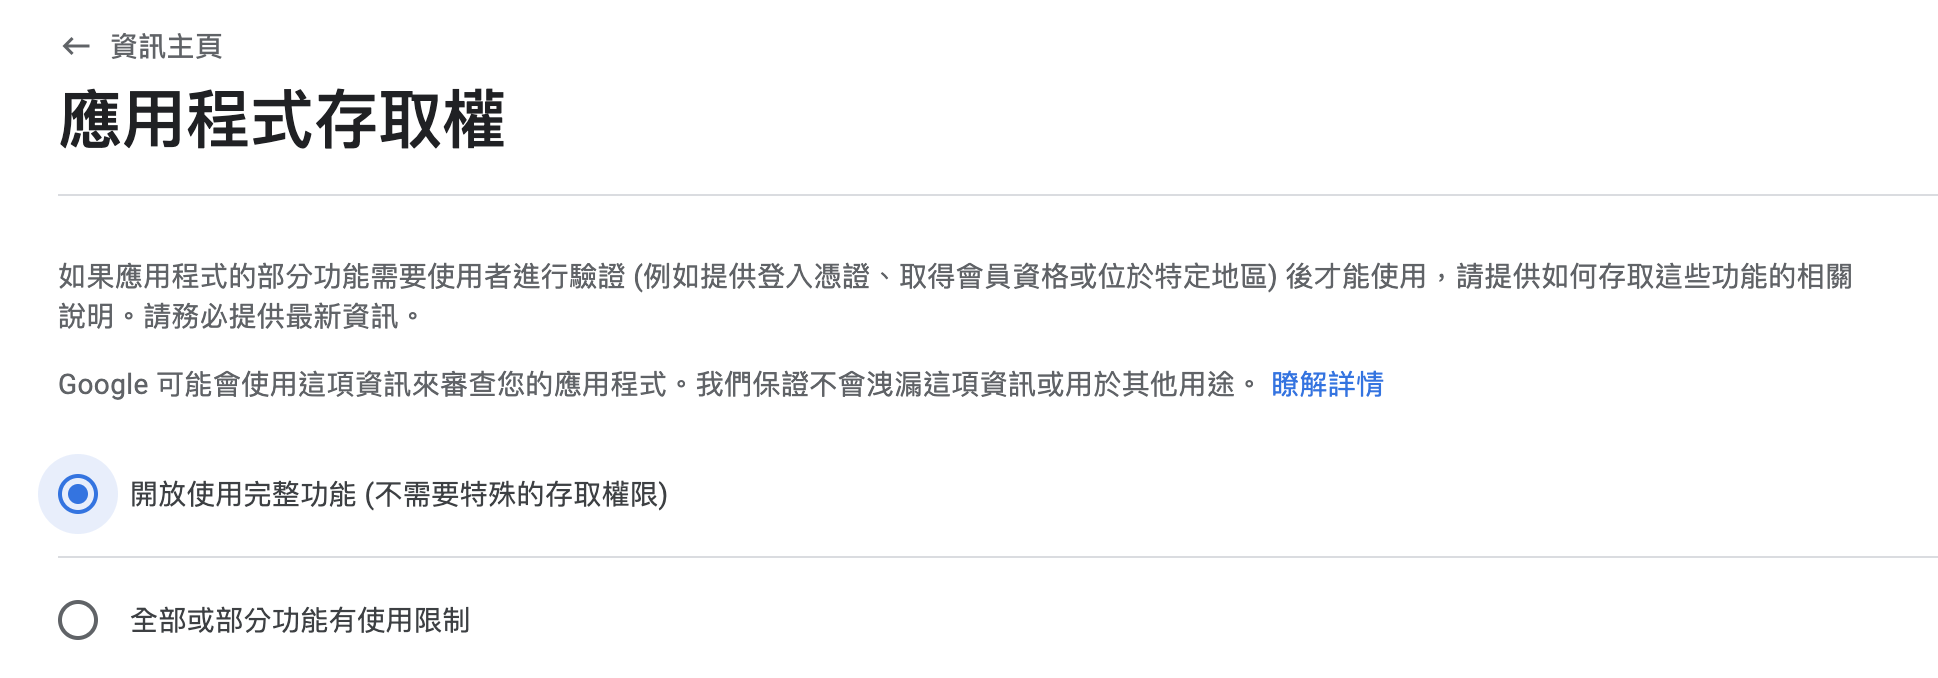 ← 資訊主頁
應用程式存取權
如果應用程式的部分功能需要使用者進行驗證 (例如提供登入憑證、取得會員資格或位於特定地區) 後才能使用，請提供如何存取這些功能的相關
說明。請務必提供最新資訊。
Google 可能會使用這項資訊來審查您的應用程式。我們保證不會洩漏這項資訊或用於其他用途。 瞭解詳情
開放使用完整功能 (不需要特殊的存取權限)
全部或部分功能有使用限制